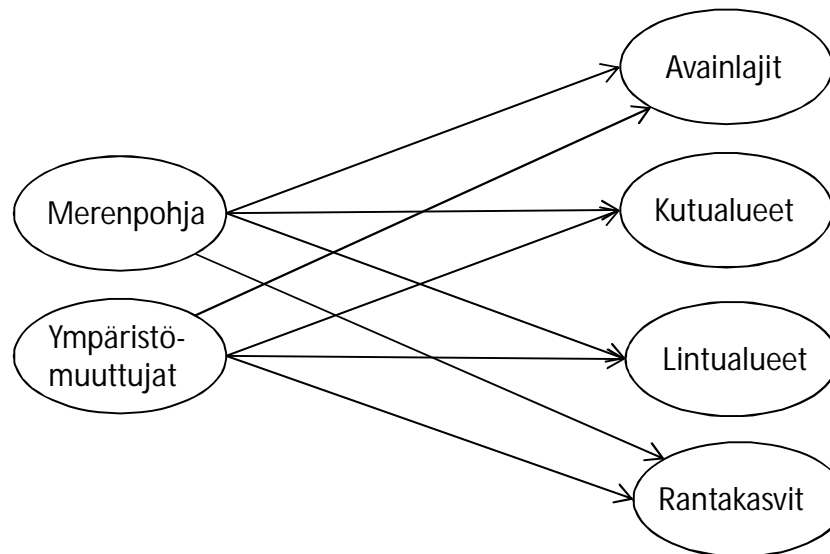 Avainlajit
Merenpohja
Kutualueet
Ympäristö-
muuttujat
Lintualueet
Rantakasvit